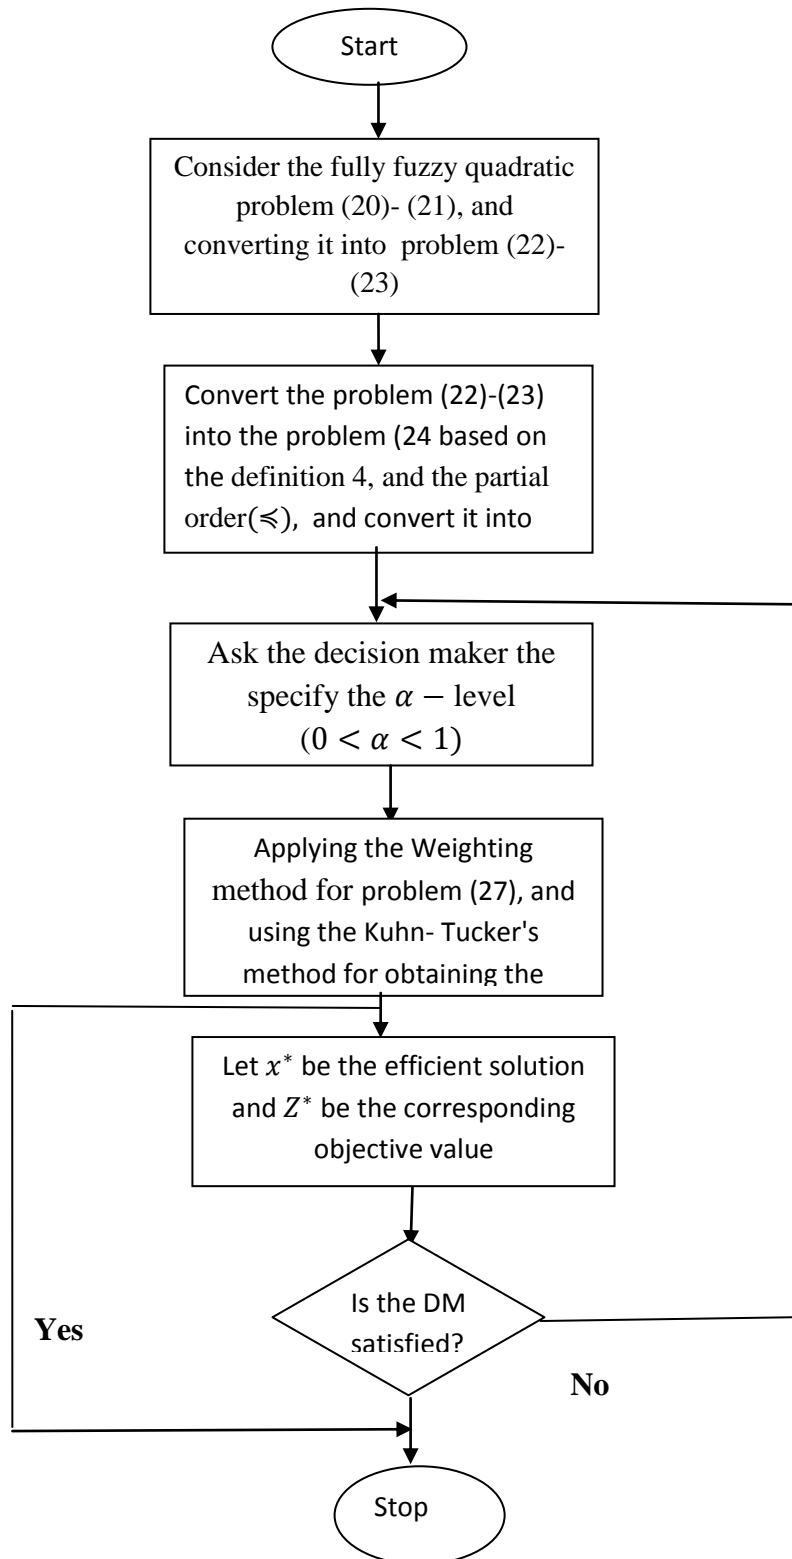 Start
Consider the fully fuzzy quadratic
problem (20)- (21), and
converting it into problem (22)-
(23)
Convert the problem (22)-(23)
into the problem (24 based on
the definition 4, and the partial
order(≼), and convert it into
Ask the decision maker the
specify the α − level
(0 < α < 1)
Applying the Weighting
method for problem (27), and
using the Kuhn- Tucker's
method for obtaining the
Let x* be the efficient solution
and Z* be the corresponding
objective value
Is the DM
satisfied?
Yes
No
Stop